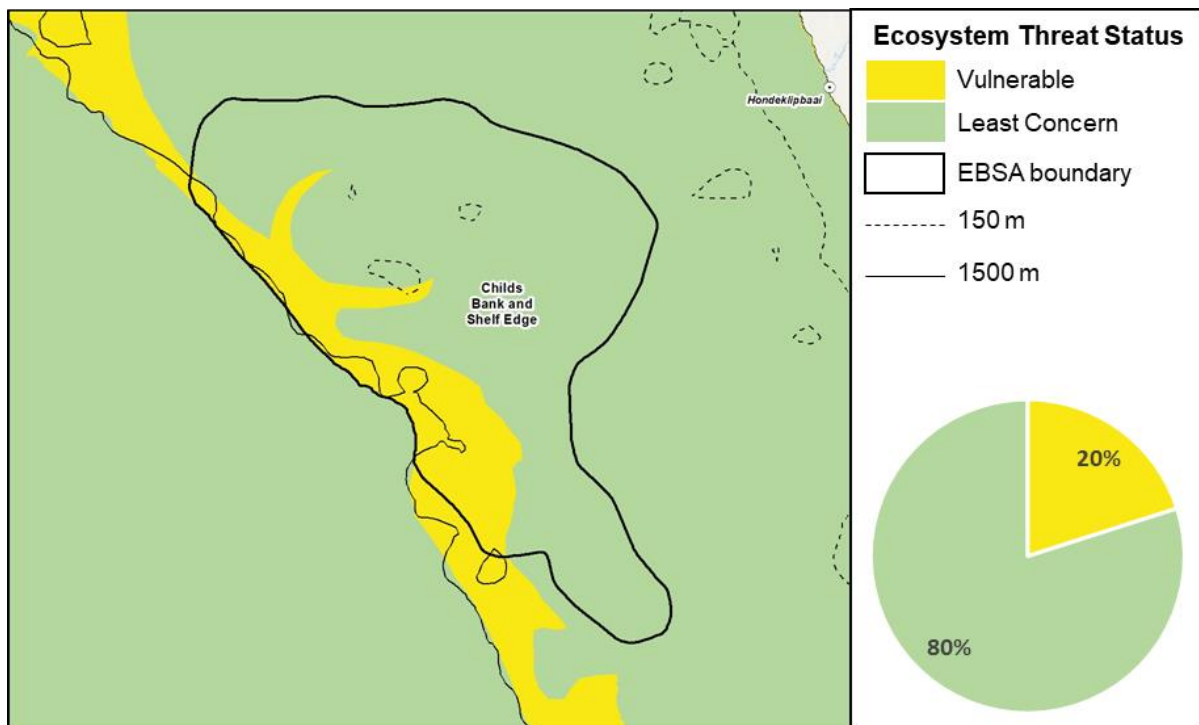 Hondeklipbaai
Childs
Bank and
Shelf Edge
Ecosystem Threat Status
Vulnerable
Least Concern
EBSA boundary
150 m
1500 m
20%
80%